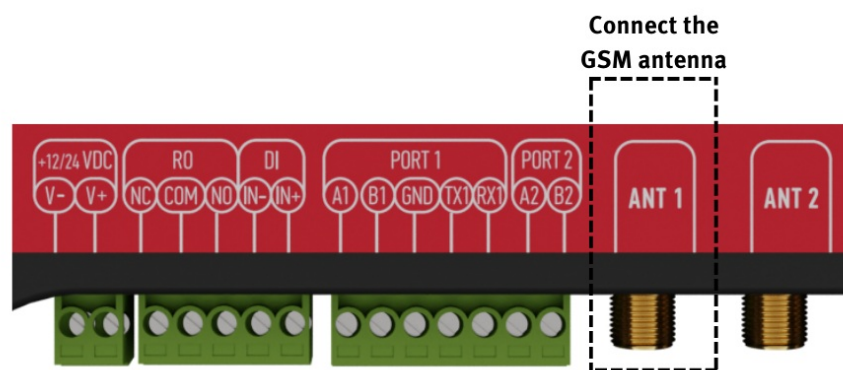 Connect the
GSM antenna
+12/24 VDC RO DI PORT 1 PORT 2
V- V+ NC COM NO IN- IN+ A1 B1 GND TX1 RX1 A2 B2
ANT 1 ANT 2